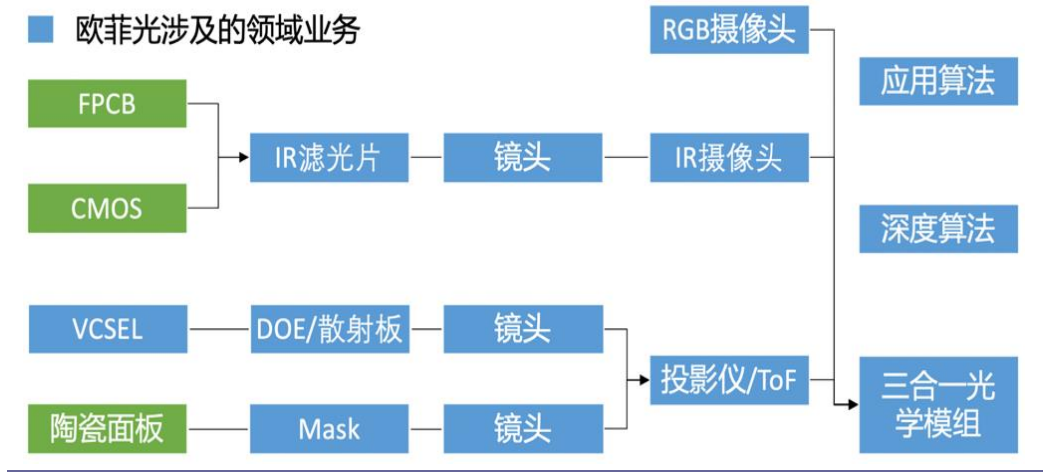 欧菲光涉及的领域业务
RGB摄像头
应用算法
FPCB
IR滤光片
镜头
IR摄像头
CMOS
深度算法
VCSEL
DOE/散射板
镜头
投影仪/ToF
三合一光
学模组
陶瓷面板
Mask
镜头